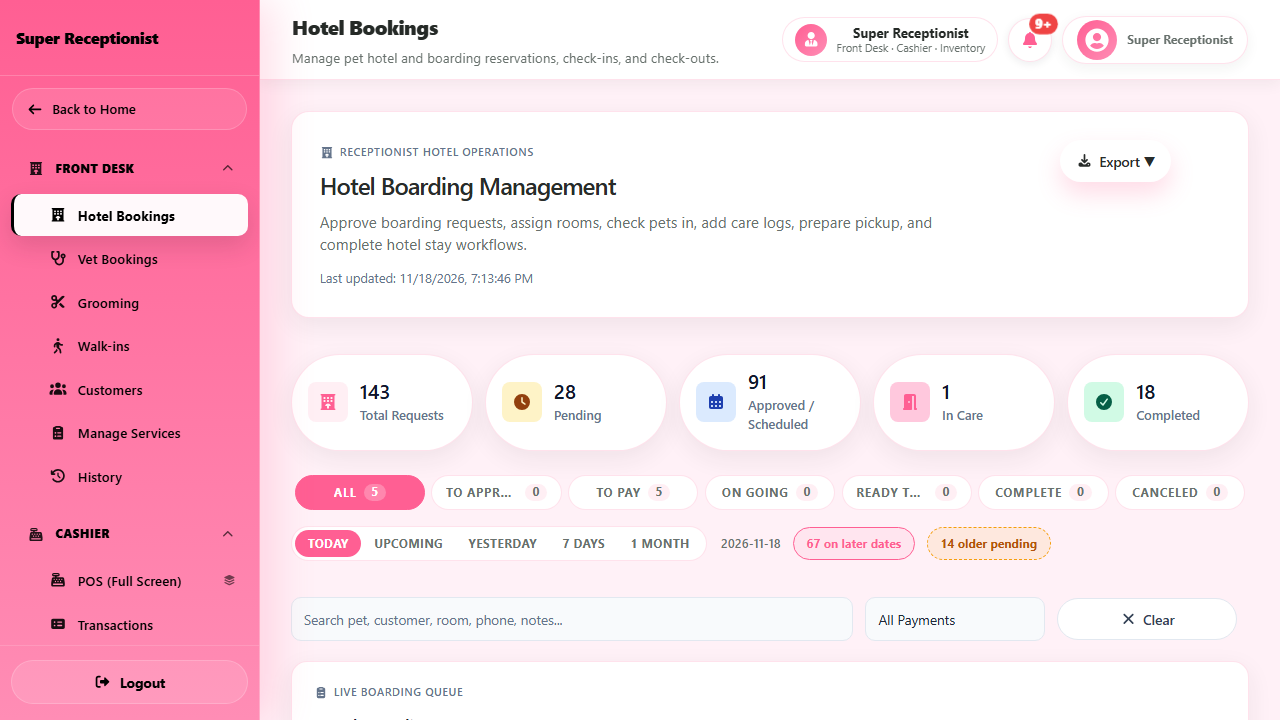 Super Receptionist
Back to Home
FRONT DESK
Hotel Bookings
Vet Bookings
Grooming
Walk-ins
Customers
Manage Services
History
CASHIER
POS (Full Screen)
Transactions
Logout
Hotel Bookings
Manage pet hotel and boarding reservations, check-ins, and check-outs.
Super Receptionist
Front Desk · Cashier · Inventory
9+
Super Receptionist
RECEPTIONIST HOTEL OPERATIONS
Hotel Boarding Management
Approve boarding requests, assign rooms, check pets in, add care logs, prepare pickup, and
complete hotel stay workflows.
Last updated: 11/18/2026, 7:13:46 PM
Export ▼
143
Total Requests
28
Pending
91
Approved /
Scheduled
1
In Care
18
Completed
ALL 5
TO APPR... 0
TO PAY 5
ON GOING 0
READY T... 0
COMPLETE 0
CANCELED 0
TODAY UPCOMING YESTERDAY 7 DAYS 1 MONTH 2026-11-18 67 on later dates 14 older pending
Search pet, customer, room, phone, notes...
All Payments
Clear
LIVE BOARDING QUEUE